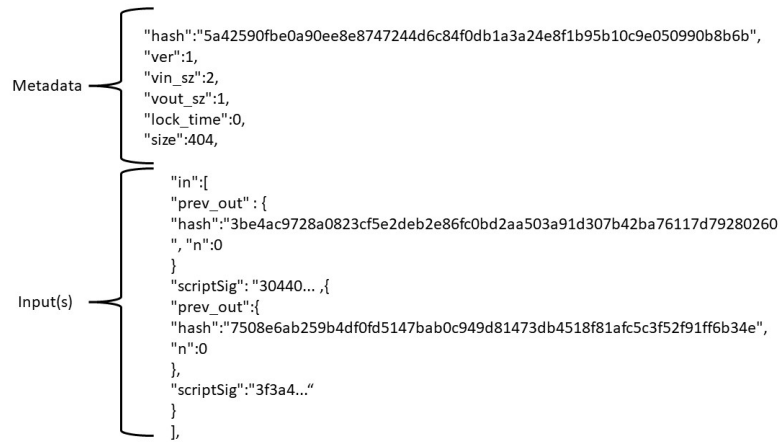 "hash":"5a42590fbe0a90ee8e8747244d6c84f0db1a3a24e8f1b95b10c9e050990b8b6b",
"ver":1,
"vin_sz":2,
Metadata
"vout_sz":1,
"lock_time":0,
"size":404,
"in":[
"prev_out" : {
"hash":"3be4ac9728a0823cf5e2deb2e86fc0bd2aa503a91d307b42ba76117d79280260
", "n":0
}
Input(s)
"scriptSig": "30440... ,{
"prev_out":{
"hash":"7508e6ab259b4df0fd5147bab0c949d81473db4518f81afc5c3f52f91ff6b34e",
"n":0
},
"scriptSig":"3f3a4...“
}
],